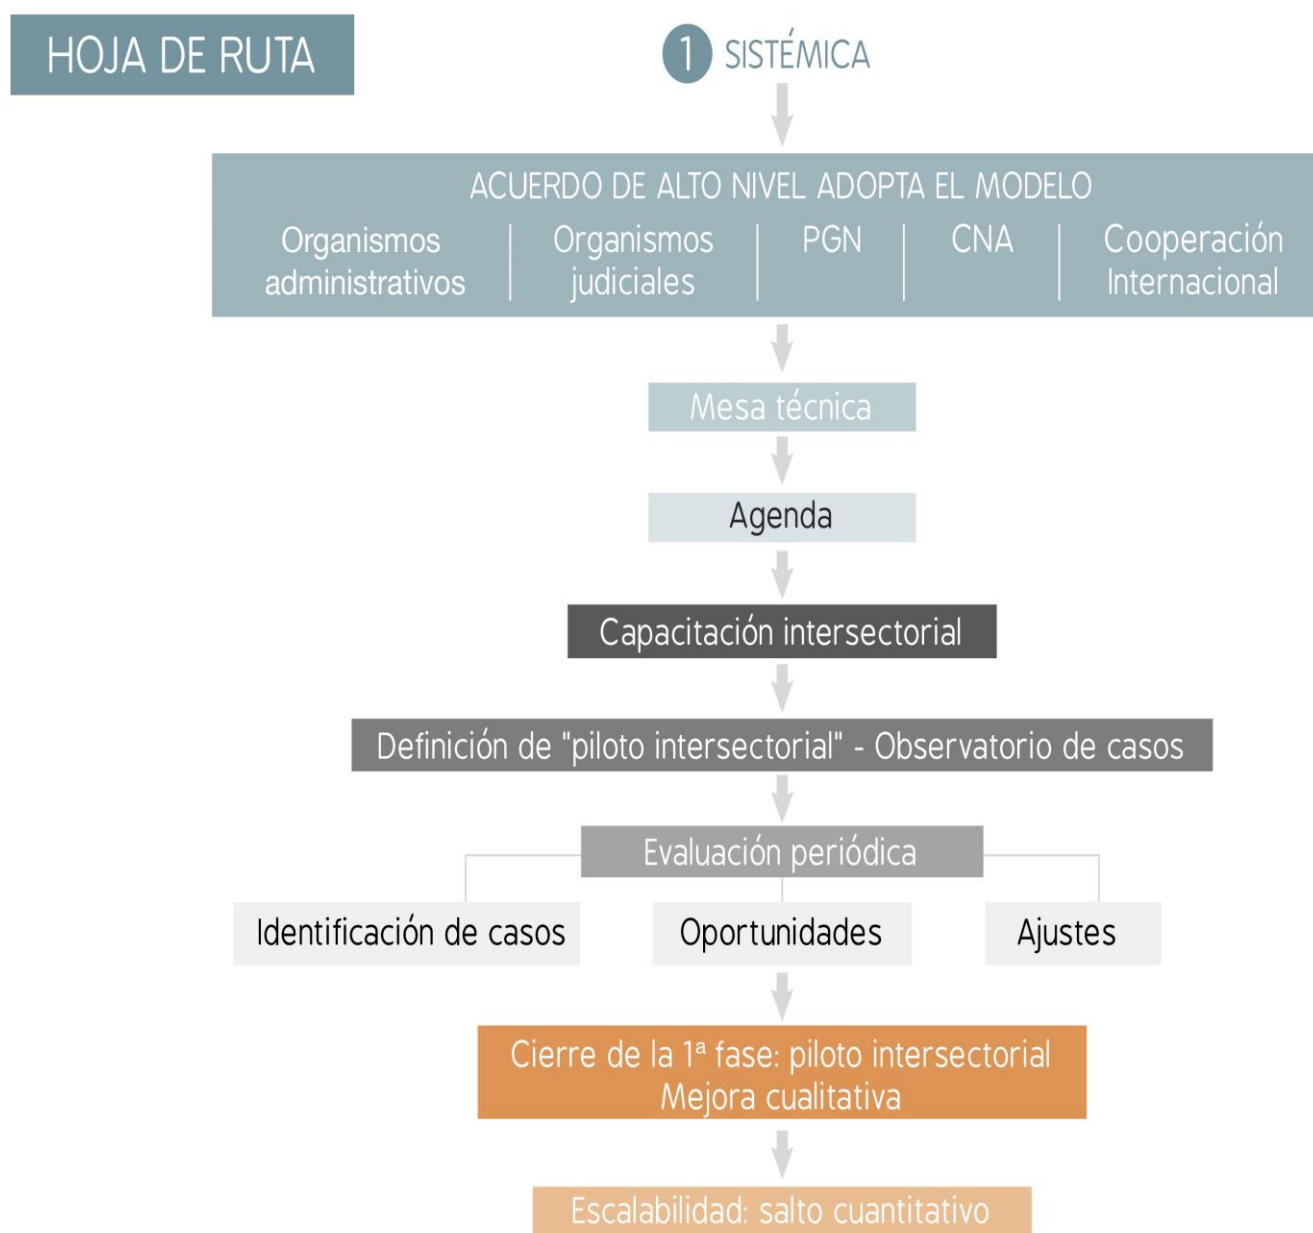 HOJA DE RUTA
1 SISTÉMICA
ACUERDO DE ALTO NIVEL ADOPTA EL MODELO
Organismos
administrativos
Organismos
judiciales
PGN
CNA
Cooperación
Internacional
Mesa técnica
Agenda
Capacitación intersectorial
Definición de "piloto intersectorial" - Observatorio de casos
Evaluación periódica
Identificación de casos
Oportunidades
Ajustes
Cierre de la 1ª fase: piloto intersectorial
Mejora cualitativa
Escalabilidad: salto cuantitativo